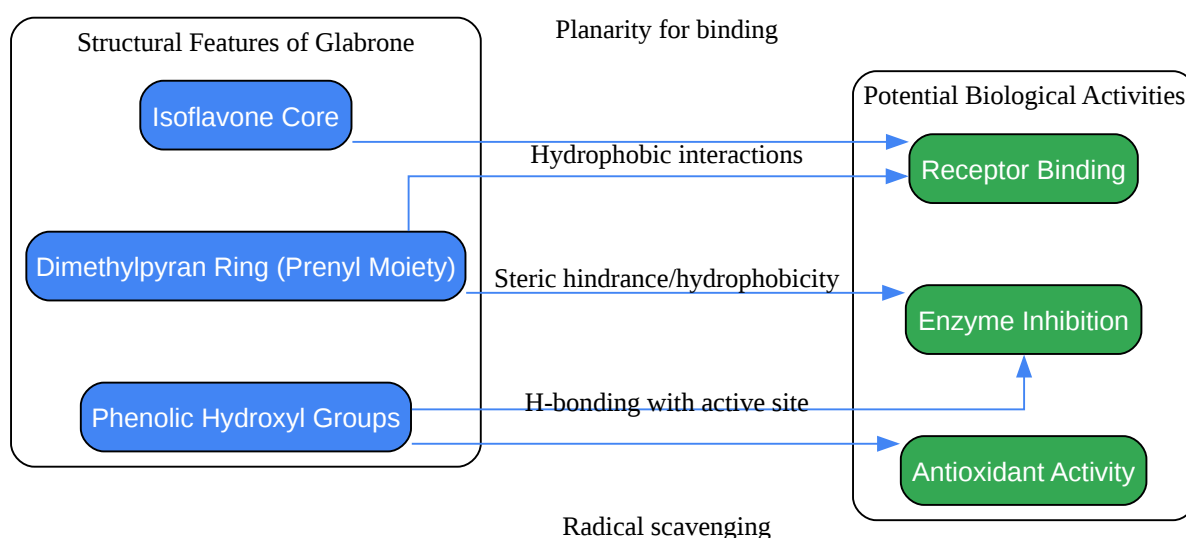 Planarity for binding
Structural Features of Glabrone
Potential Biological Activities
Isoflavone Core
Hydrophobic interactions
Receptor Binding
Dimethylpyran Ring (Prenyl Moiety)
Steric hindrance/hydrophobicity
Enzyme Inhibition
Phenolic Hydroxyl Groups
H-bonding with active site
Antioxidant Activity
Radical scavenging